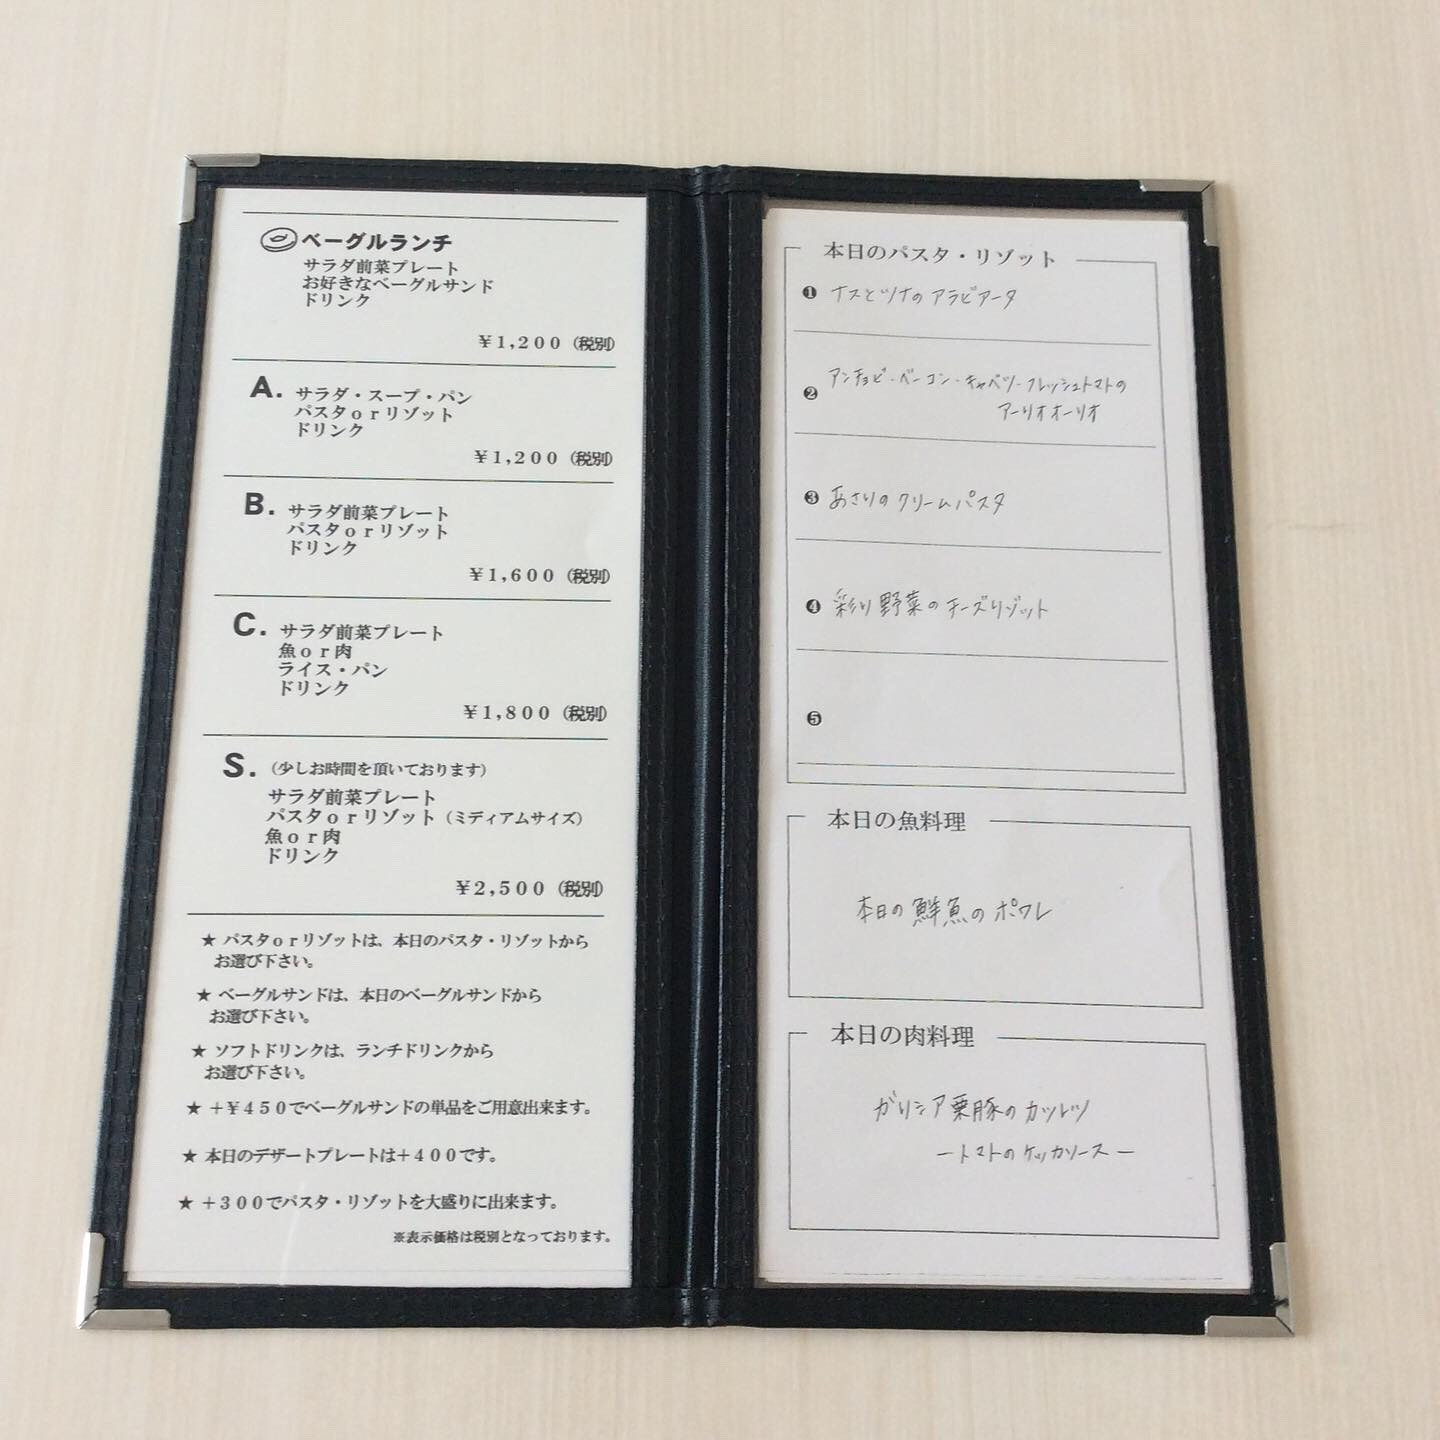 ベーグルランチ
サラダ前菜プレート
お好きなベーグルサンド
ドリンク
￥1,200（税別）
A. サラダ・スープ・パン
パスタorリゾット
ドリンク
￥1,200（税別）
B. サラダ前菜プレート
パスタorリゾット
ドリンク
￥1,600（税別）
C. サラダ前菜プレート
魚or肉
ライス・パン
ドリンク
￥1,800（税別）
S.（少しお時間を頂いております）
サラダ前菜プレート
パスタorリゾット（ミディアムサイズ）
魚or肉
ドリンク
￥2,500（税別）
★ パスタorリゾットは、本日のパスタ・リゾットから
お選び下さい。
★ ベーグルサンドは、本日のベーグルサンドから
お選び下さい。
★ ソフトドリンクは、ランチドリンクから
お選び下さい。
★ ＋￥450でベーグルサンドの単品をご用意出来ます。
★ 本日のデザートプレートは＋400です。
★ ＋300でパスタ・リゾットを大盛りに出来ます。
※表示価格は税別となっております。
本日のパスタ・リゾット
❶ ナスとツナのアラビアータ
❷ アンチョビ・ベーコン・キャベツ・フレッシュトマトの
アーリオオーリオ
❸ あさりのクリームパスタ
❹ 彩り野菜のチーズリゾット
❺
本日の魚料理
本日の鮮魚のポワレ
本日の肉料理
ガリシア栗豚のカツレツ
ートマトのケッカソースー